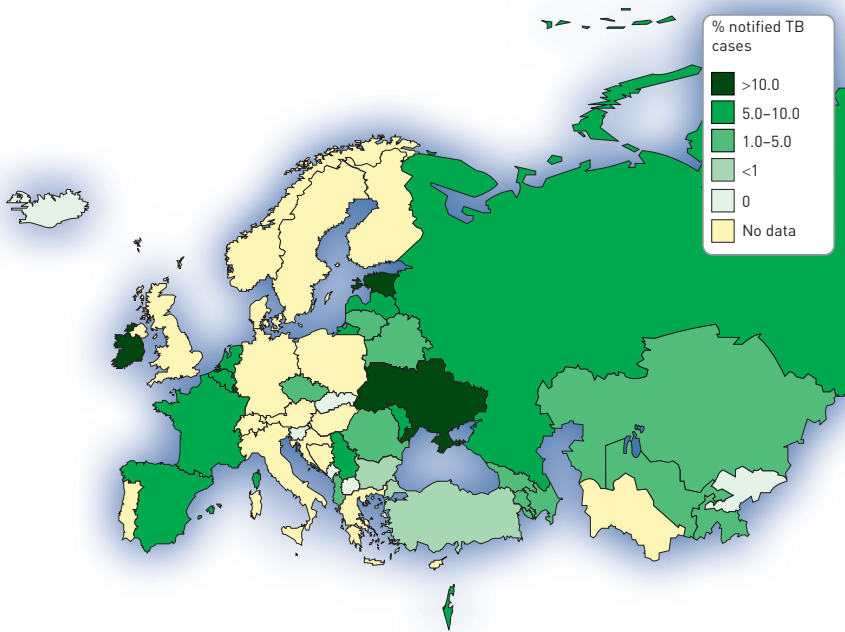 % notified TB
cases
>10.0
5.0–10.0
1.0–5.0
<1
0
No data